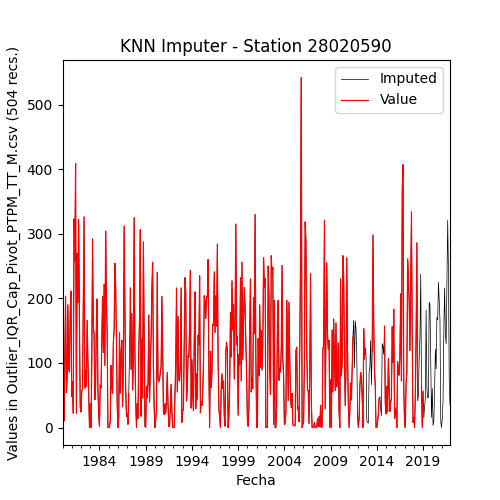 KNN Imputer - Station 28020590
Values in Outlier_IQR_Cap_Pivot_PTPM_TT_M.csv (504 recs.)
Imputed
Value
500
400
300
200
100
0
1984 1989 1994 1999 2004 2009 2014 2019
Fecha